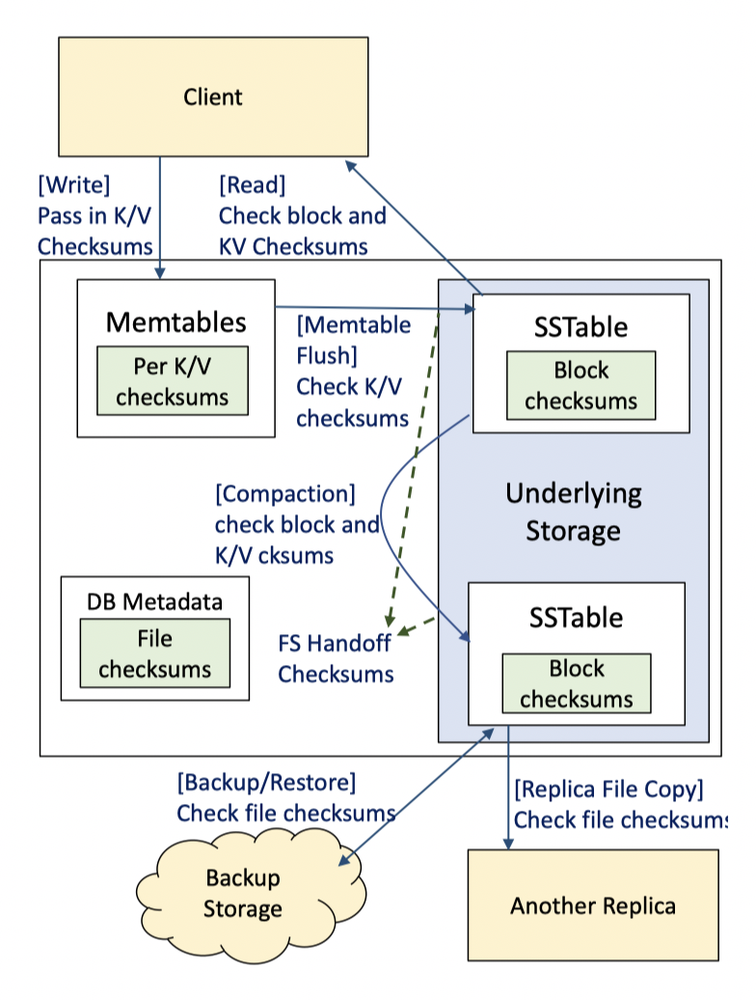 Client
[Write]
Pass in K/V
Checksums
[Read]
Check block and
KV Checksums
Memtables
Per K/V
checksums
[Memtable
Flush]
Check K/V
checksums
SSTable
Block
checksums
[Compaction]
check block and
K/V cksums
Underlying
Storage
DB Metadata
File
checksums
FS Handoff
Checksums
SSTable
Block
checksums
[Backup/Restore]
Check file checksums
[Replica File Copy]
Check file checksums
Backup
Storage
Another Replica